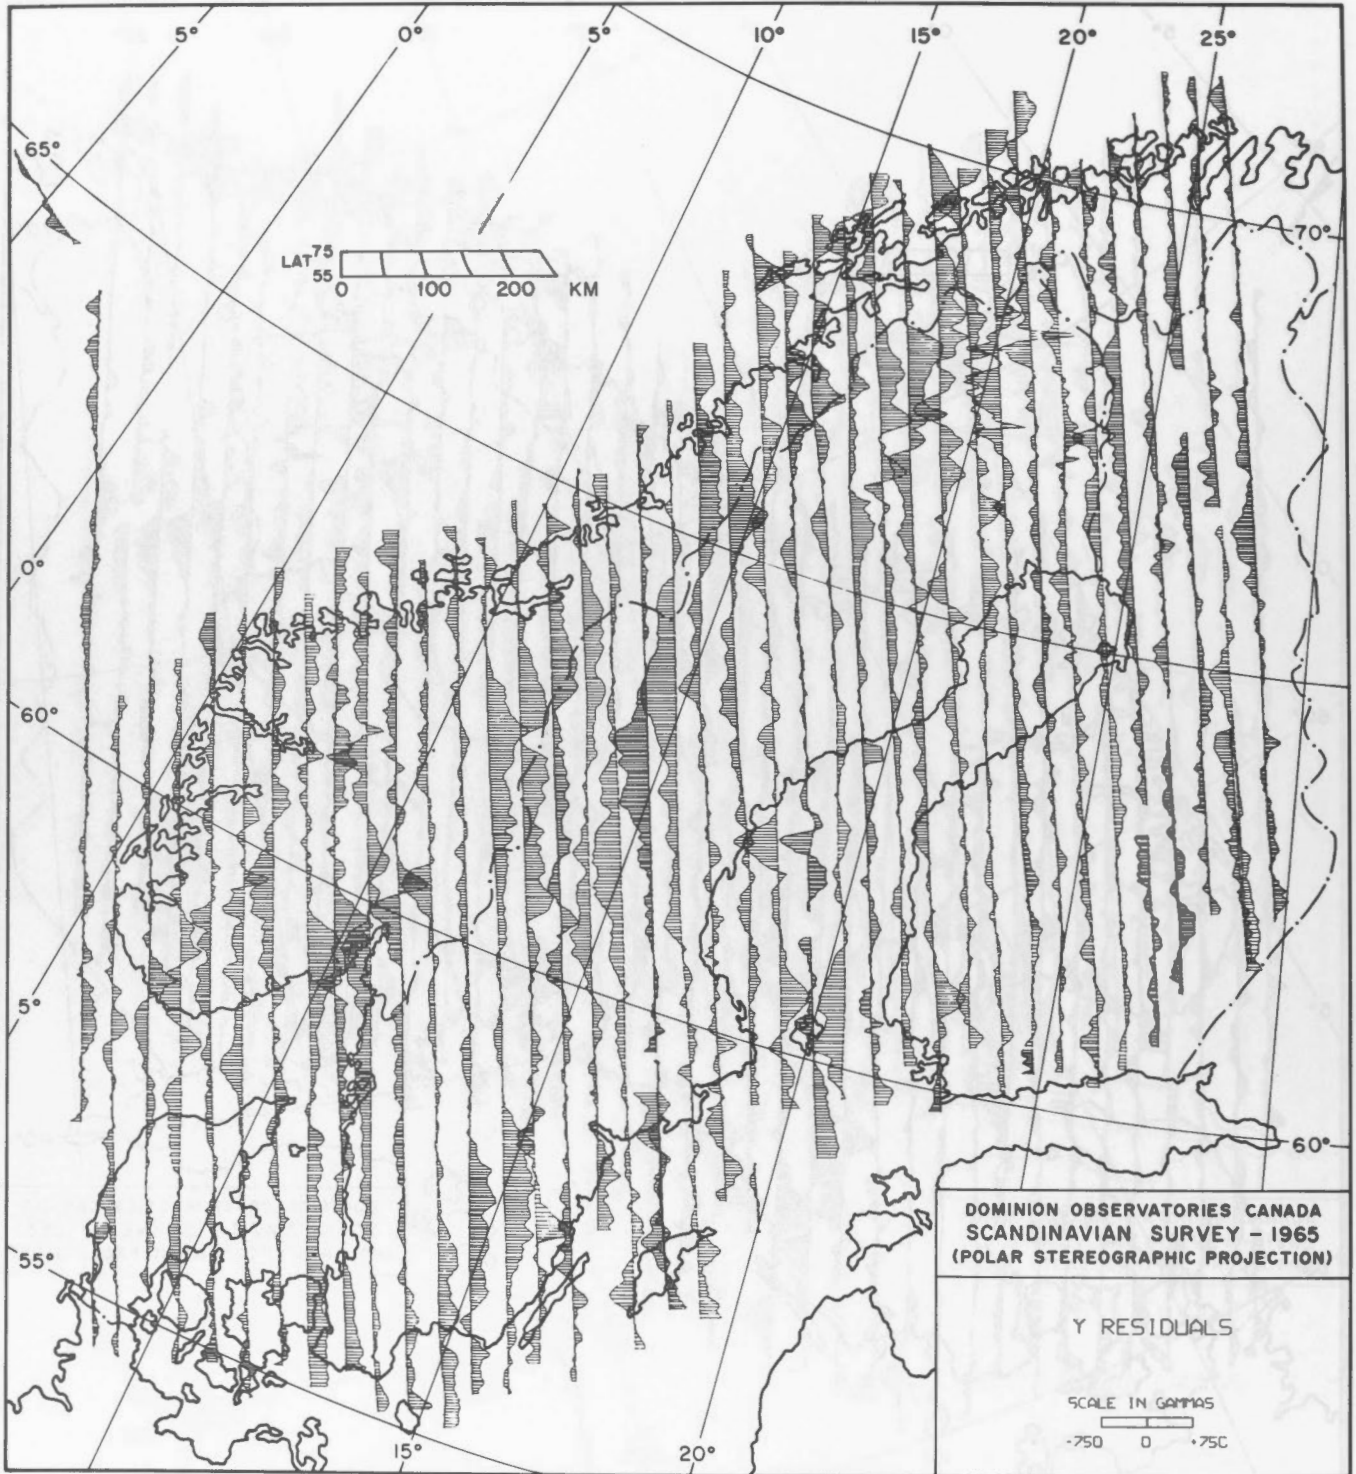 5° 0° 5° 10° 15° 20° 25°
65°
LAT 75
55
0 100 200 KM
70°
0°
60°
5°
60°
55°
15° 20°
DOMINION OBSERVATORIES CANADA
SCANDINAVIAN SURVEY - 1965
(POLAR STEREOGRAPHIC PROJECTION)
Y RESIDUALS
SCALE IN GAMMAS
-750 0 +750